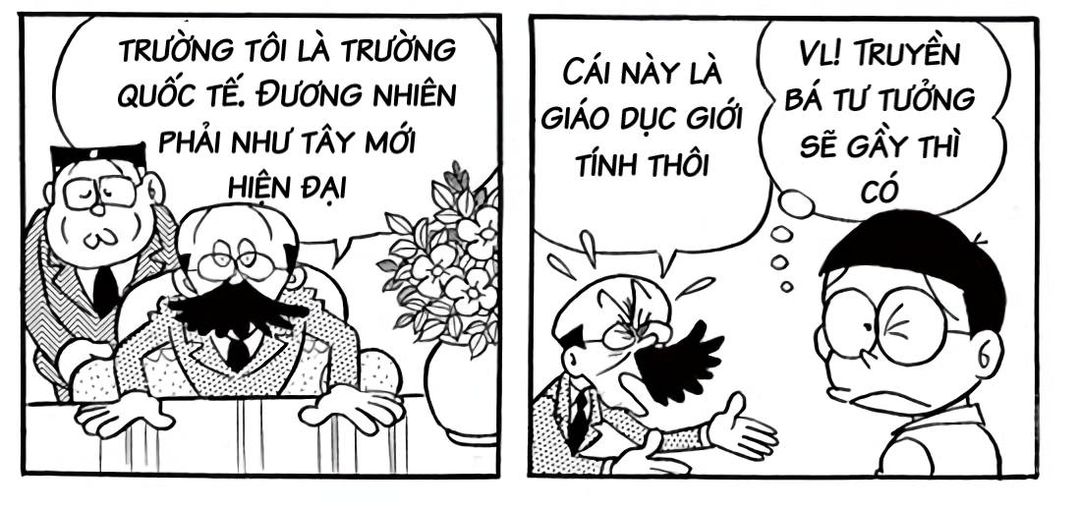 TRƯỜNG TÔI LÀ TRƯỜNG
QUỐC TẾ. ĐƯƠNG NHIÊN
PHẢI NHƯ TÂY MỚI
HIỆN ĐẠI
CÁI NÀY LÀ
GIÁO DỤC GIỚI
TÍNH THÔI
VL! TRUYỀN
BÁ TƯ TƯỞNG
SẼ GẦY THÌ
CÓ